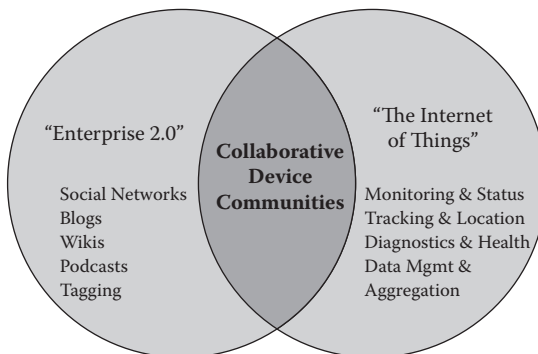 “Enterprise 2.0”
Social Networks
Blogs
Wikis
Podcasts
Tagging
Collaborative
Device
Communities
“The Internet
of Things”
Monitoring & Status
Tracking & Location
Diagnostics & Health
Data Mgmt &
Aggregation